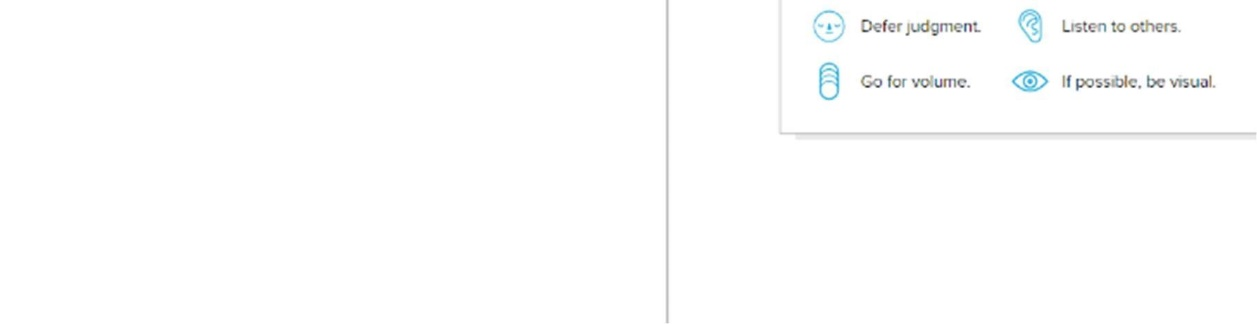 Defer judgment. Listen to others.
Go for volume. If possible, be visual.